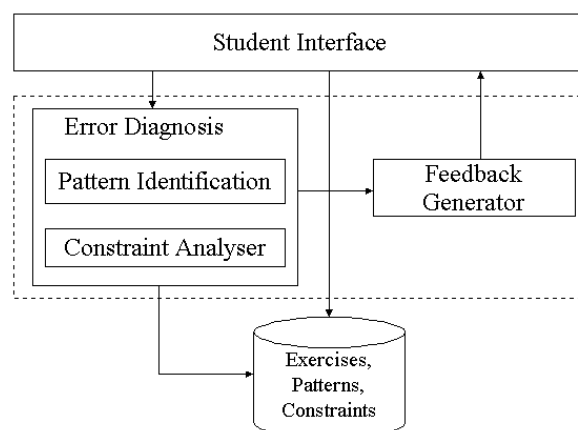 Student Interface
Error Diagnosis
Pattern Identification
Constraint Analyser
Feedback
Generator
Exercises,
Patterns,
Constraints